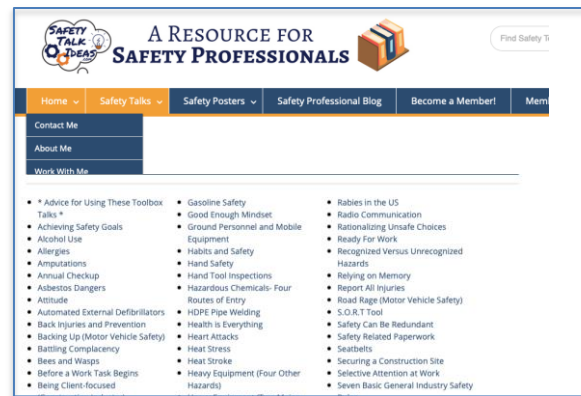 SAFETY
TALK
IDEAS
.com
A RESOURCE FOR
SAFETY PROFESSIONALS
Find Safety
Home
Safety Talks
Safety Posters
Safety Professional Blog
Become a Member!
Contact Me
About Me
Work With Me
* Advice for Using These Toolbox
Talks *
Achieving Safety Goals
Alcohol Use
Allergies
Amputations
Annual Checkup
Asbestos Dangers
Attitude
Automated External Defibrillators
Back Injuries and Prevention
Backing Up (Motor Vehicle Safety)
Battling Complacency
Bees and Wasps
Before a Work Task Begins
Being Client-focused
Gasoline Safety
Good Enough Mindset
Ground Personnel and Mobile
Equipment
Habits and Safety
Hand Safety
Hand Tool Inspections
Hazardous Chemicals- Four
Routes of Entry
HDPE Pipe Welding
Health is Everything
Heart Attacks
Heat Stress
Heat Stroke
Heavy Equipment (Four Other
Hazards)
Rabies in the US
Radio Communication
Rationalizing Unsafe Choices
Ready For Work
Recognized Versus Unrecognized
Hazards
Relying on Memory
Report All Injuries
Road Rage (Motor Vehicle Safety)
S.O.R.T Tool
Safety Can Be Redundant
Safety Related Paperwork
Seatbelts
Securing a Construction Site
Selective Attention at Work
Seven Basic General Industry Safety